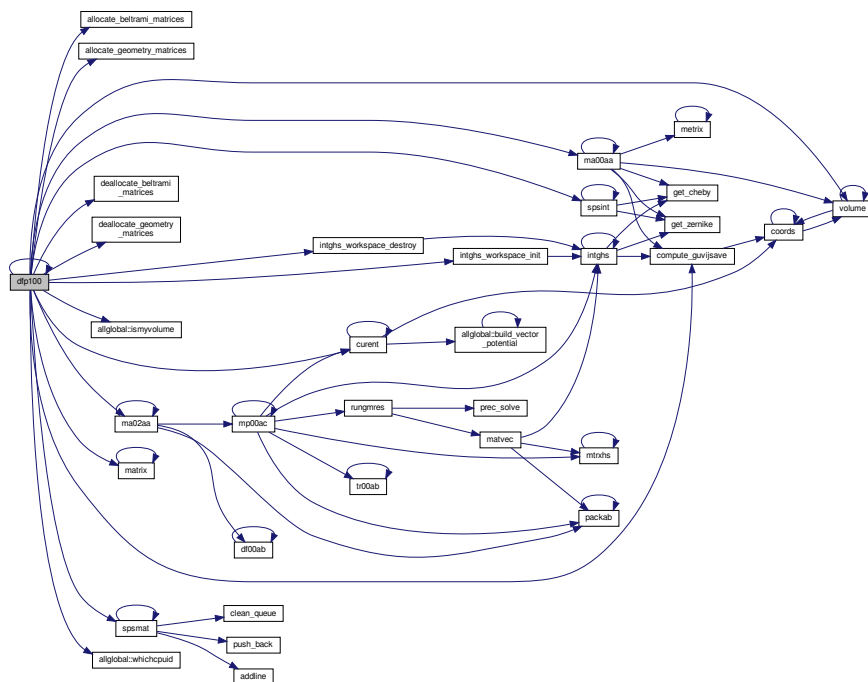 allocate_beltrami_matrices
allocate_geometry_matrices
metrix
ma00aa
deallocate_beltrami
_matrices
get_cheby
volume
spsint
deallocate_geometry
_matrices
get_zernike
coords
intghs_workspace_destroy
intghs_workspace_init
intghs
compute_guvijsave
dfp100
allglobal::ismyvolume
curent
allglobal::build_vector
_potential
rungmres
prec_solve
ma02aa
mp00ac
matvec
mtrxhs
matrix
tr00ab
packab
df00ab
clean_queue
spsmat
push_back
allglobal::whichcpuid
addline